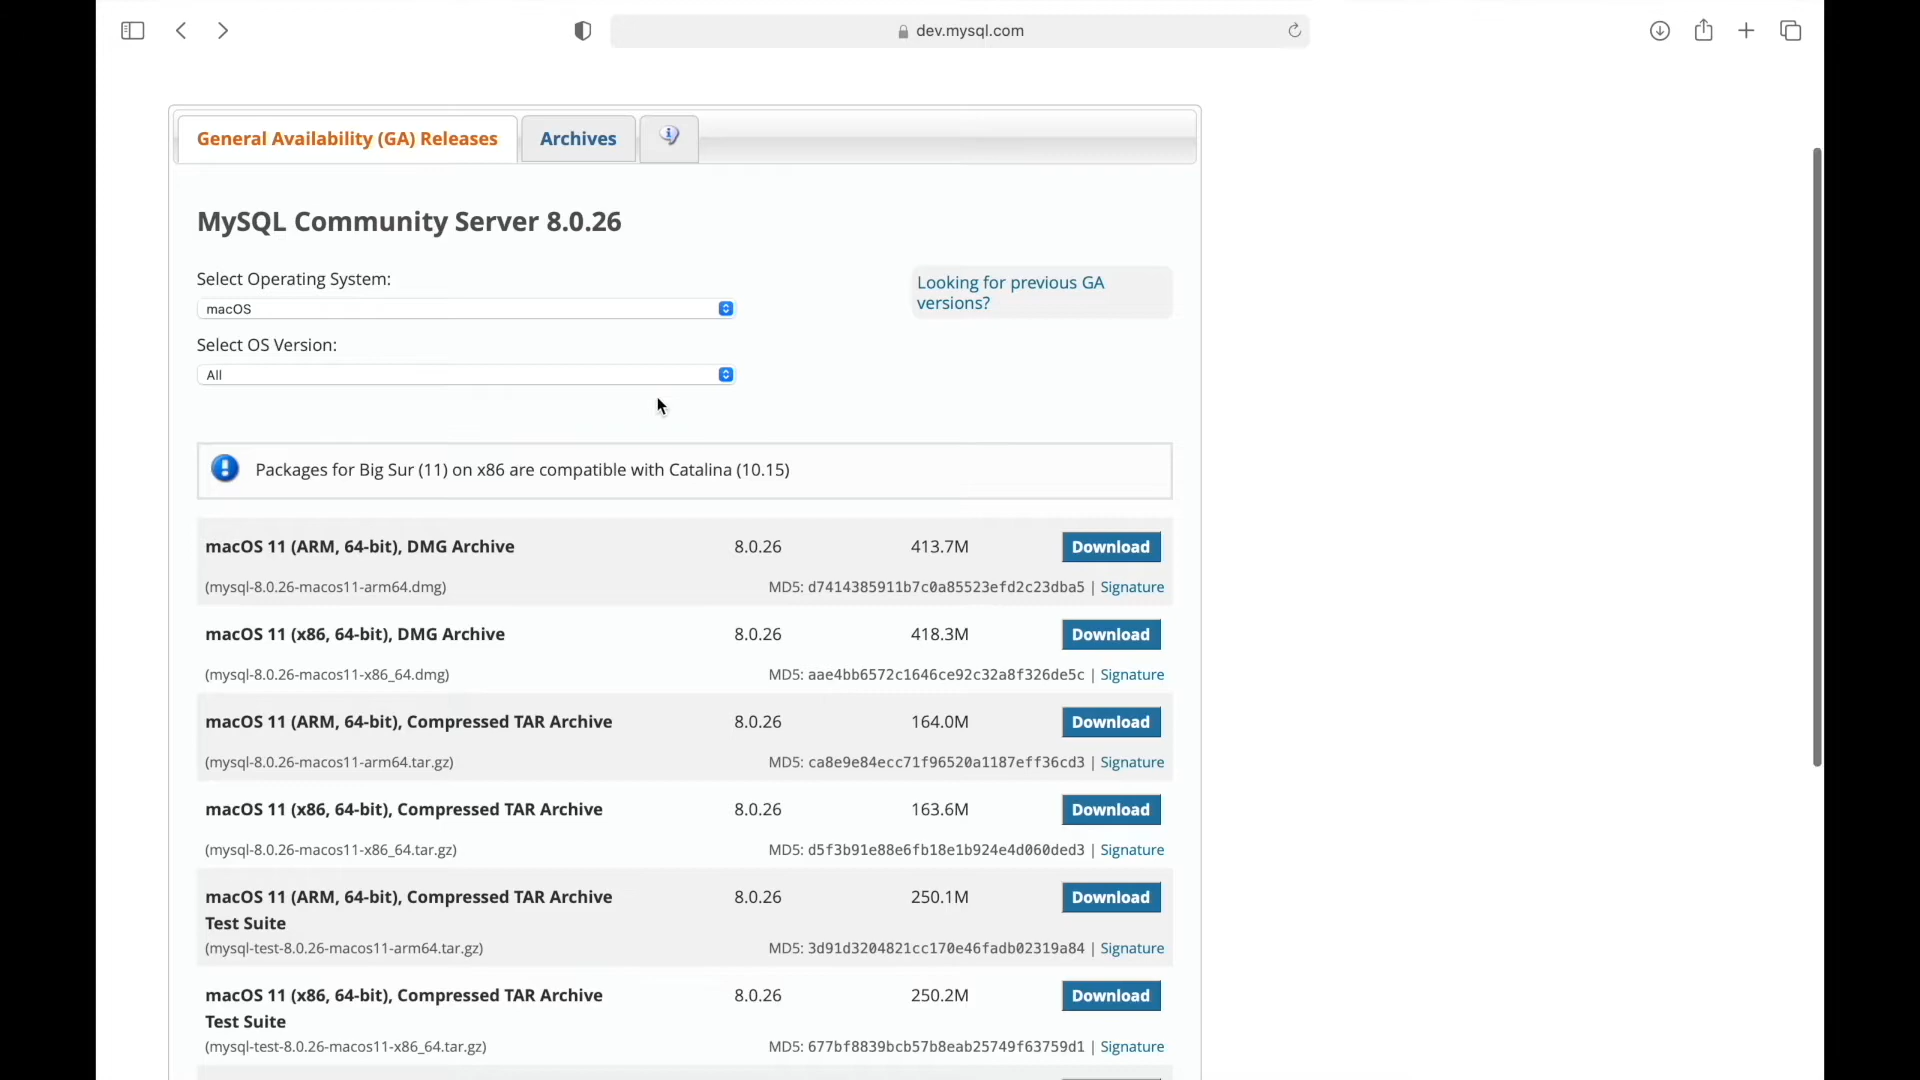 dev.mysql.com
General Availability (GA) Releases
Archives
MySQL Community Server 8.0.26
Select Operating System:
Looking for previous GA
versions?
macOS
Select OS Version:
All
Packages for Big Sur (11) on x86 are compatible with Catalina (10.15)
macOS 11 (ARM, 64-bit), DMG Archive 8.0.26 413.7M Download
(mysql-8.0.26-macos11-arm64.dmg) MD5: d7414385911b7c0a85523efd2c23dba5 | Signature
macOS 11 (x86, 64-bit), DMG Archive 8.0.26 418.3M Download
(mysql-8.0.26-macos11-x86_64.dmg) MD5: aae4bb6572c1646ce92c32a8f326de5c | Signature
macOS 11 (ARM, 64-bit), Compressed TAR Archive 8.0.26 164.0M Download
(mysql-8.0.26-macos11-arm64.tar.gz) MD5: ca8e9e84ecc71f96520a1187eff36cd3 | Signature
macOS 11 (x86, 64-bit), Compressed TAR Archive 8.0.26 163.6M Download
(mysql-8.0.26-macos11-x86_64.tar.gz) MD5: d5f3b91e88e6fb18e1b924e4d060ded3 | Signature
macOS 11 (ARM, 64-bit), Compressed TAR Archive 8.0.26 250.1M Download
Test Suite
(mysql-test-8.0.26-macos11-arm64.tar.gz) MD5: 3d91d3204821cc170e46fadb02319a84 | Signature
macOS 11 (x86, 64-bit), Compressed TAR Archive 8.0.26 250.2M Download
Test Suite
(mysql-test-8.0.26-macos11-x86_64.tar.gz) MD5: 677bf8839bcb57b8eab25749f63759d1 | Signature